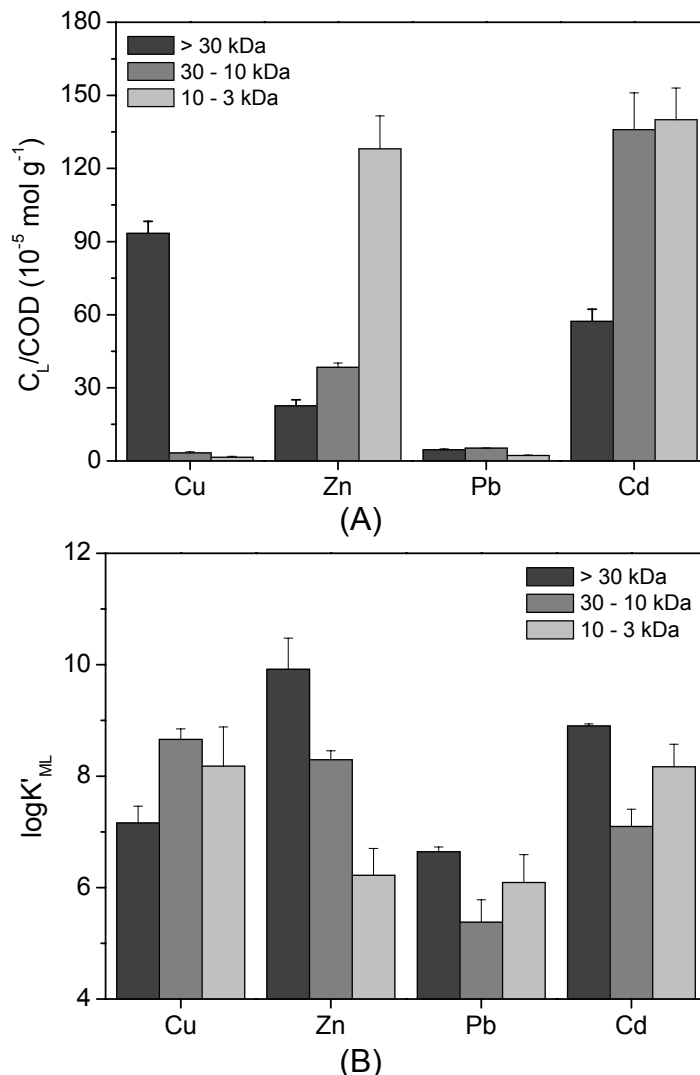 180
150
120
90
60
30
0
C_L/COD (10^-5 mol g^-1)
> 30 kDa
30 - 10 kDa
10 - 3 kDa
Cu Zn Pb Cd
(A)
12
10
8
6
4
logK'_ML
> 30 kDa
30 - 10 kDa
10 - 3 kDa
Cu Zn Pb Cd
(B)